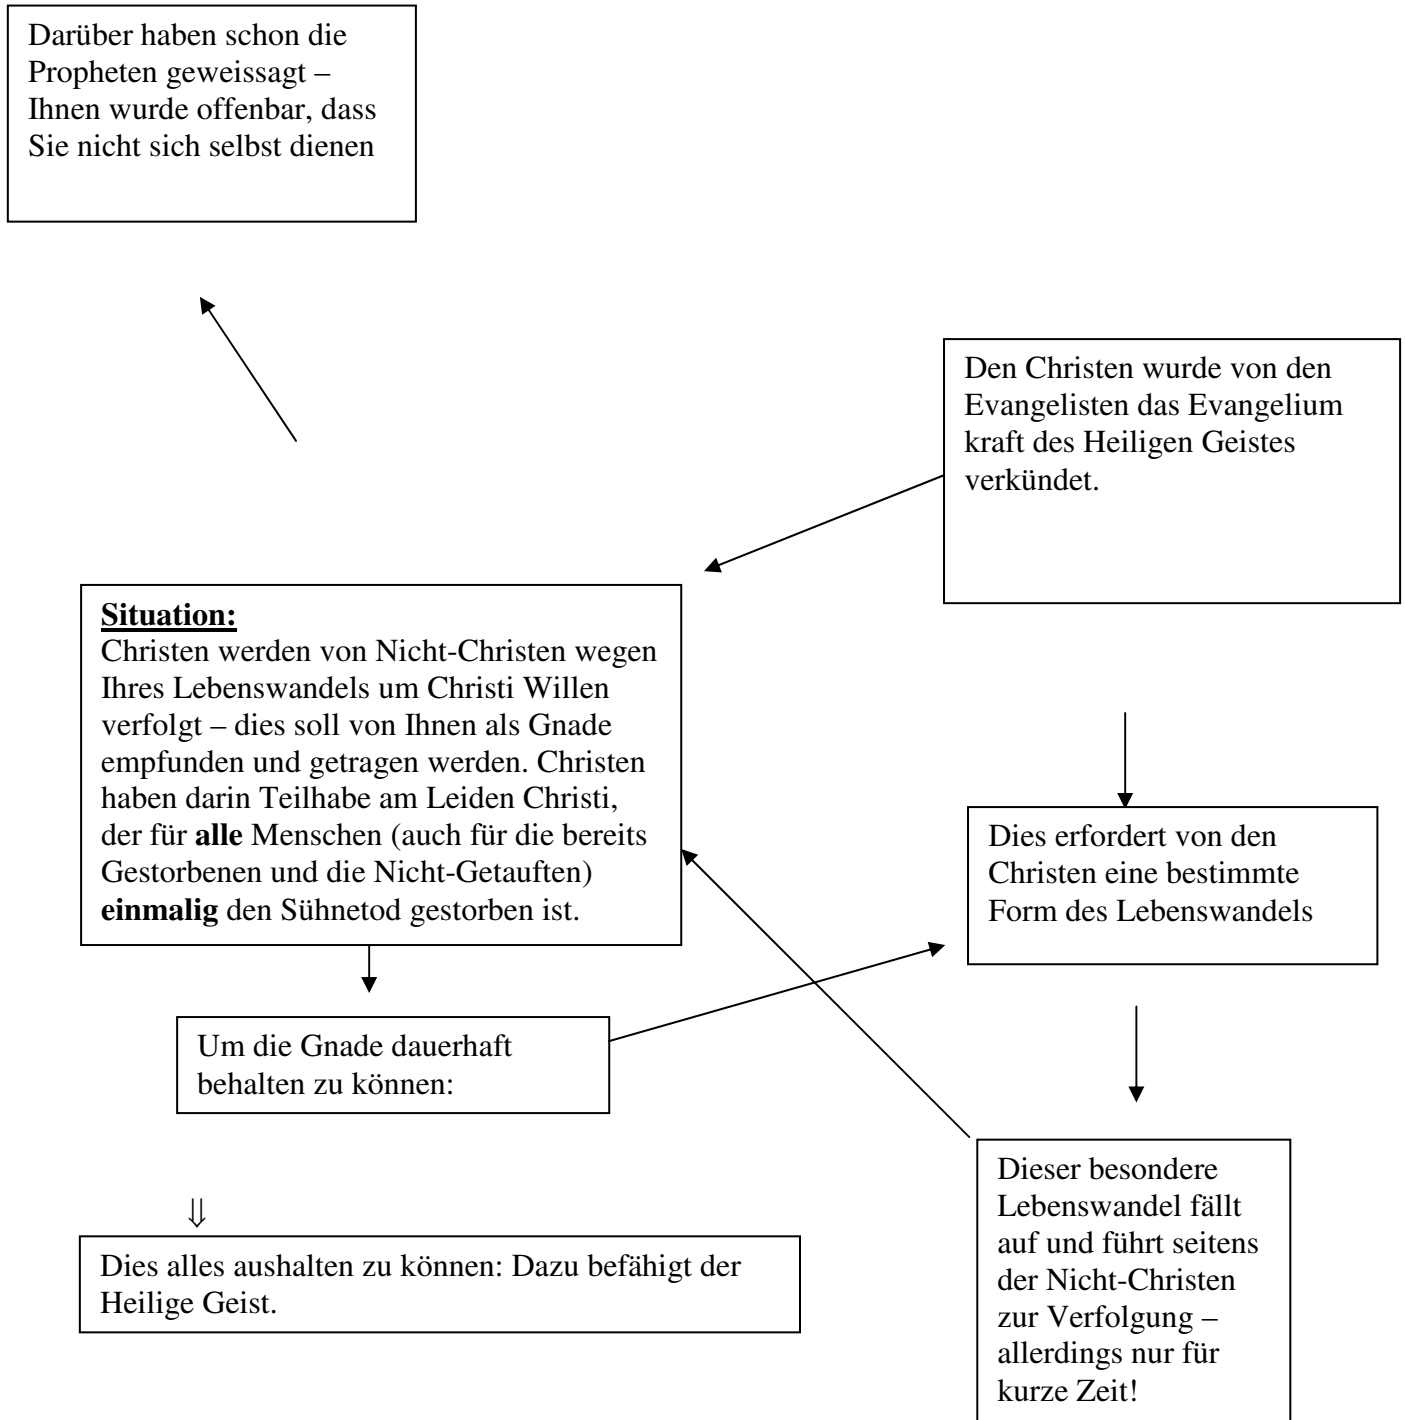 Darüber haben schon die
Propheten geweissagt –
Ihnen wurde offenbar, dass
Sie nicht sich selbst dienen
Den Christen wurde von den
Evangelisten das Evangelium
kraft des Heiligen Geistes
verkündet.
Situation:
Christen werden von Nicht-Christen wegen
Ihres Lebenswandels um Christi Willen
verfolgt – dies soll von Ihnen als Gnade
empfunden und getragen werden. Christen
haben darin Teilhabe am Leiden Christi,
der für alle Menschen (auch für die bereits
Gestorbenen und die Nicht-Getauften)
einmalig den Sühnetod gestorben ist.
Dies erfordert von den
Christen eine bestimmte
Form des Lebenswandels
Um die Gnade dauerhaft
behalten zu können:
Dieser besondere
Lebenswandel fällt
auf und führt seitens
der Nicht-Christen
zur Verfolgung –
allerdings nur für
kurze Zeit!
⇓
Dies alles aushalten zu können: Dazu befähigt der
Heilige Geist.